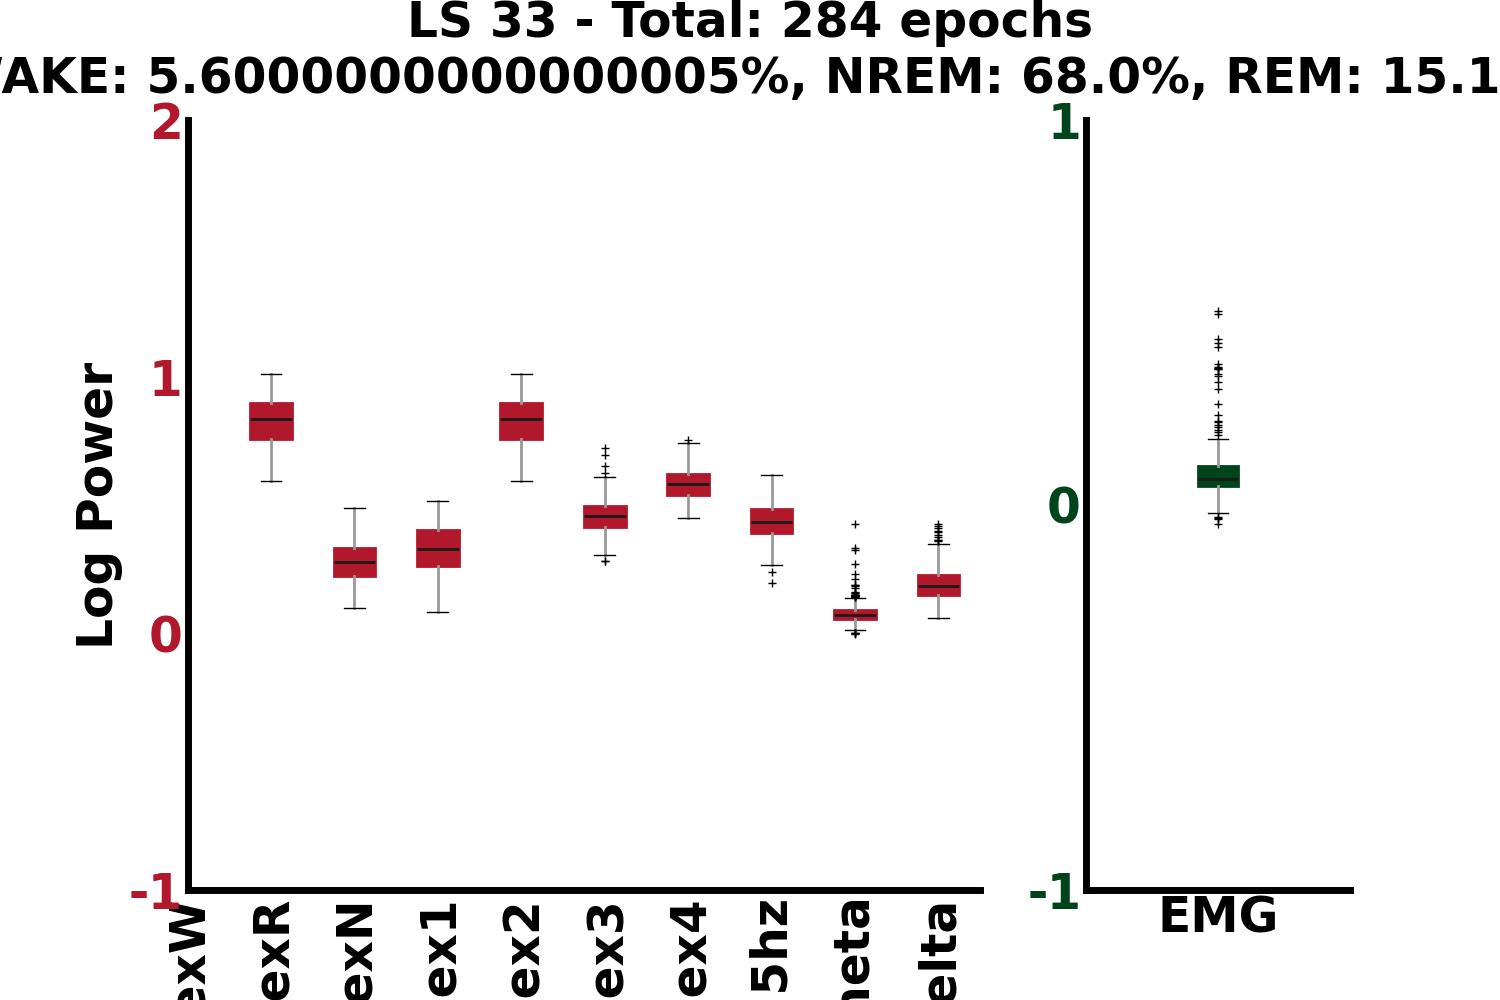 LS 33 - Total: 284 epochs
AKE: 5.6000000000000005%, NREM: 68.0%, REM: 15.1
2
1
0
-1
Log Power
exW
exR
exN
ex1
ex2
ex3
ex4
5hz
heta
elta
1
0
-1
EMG